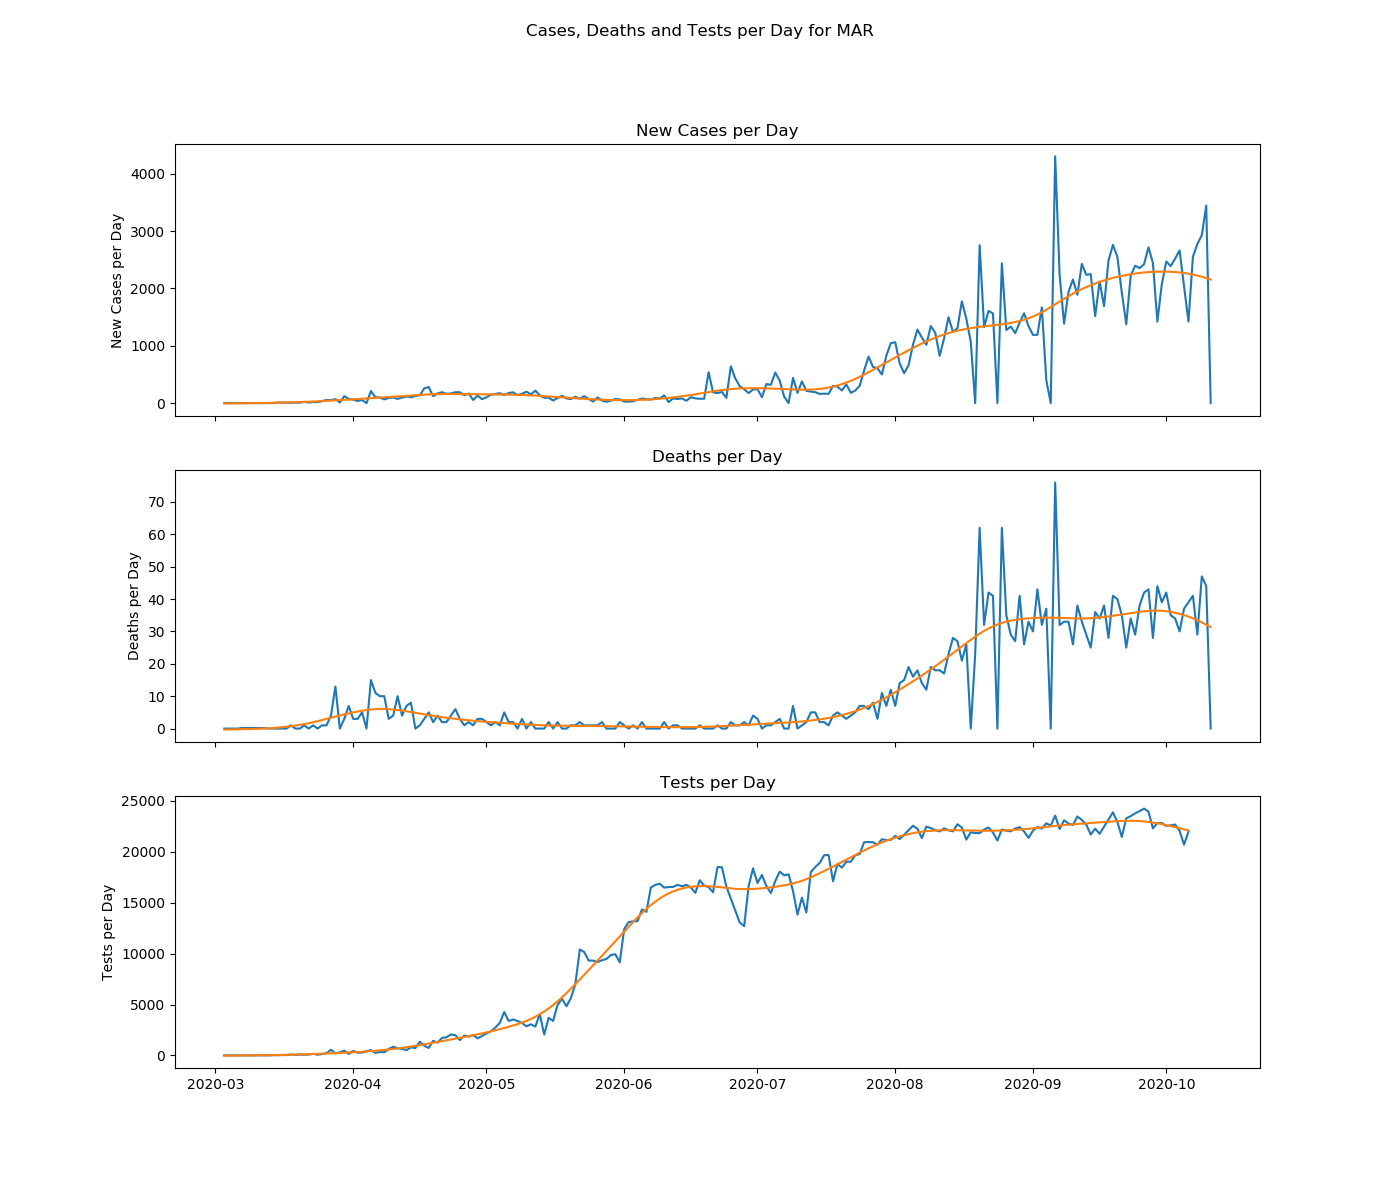 Cases, Deaths and Tests per Day for MAR
New Cases per Day
New Cases per Day
4000
3000
2000
1000
0
Deaths per Day
Deaths per Day
70
60
50
40
30
20
10
0
Tests per Day
Tests per Day
25000
20000
15000
10000
5000
0
2020-03 2020-04 2020-05 2020-06 2020-07 2020-08 2020-09 2020-10